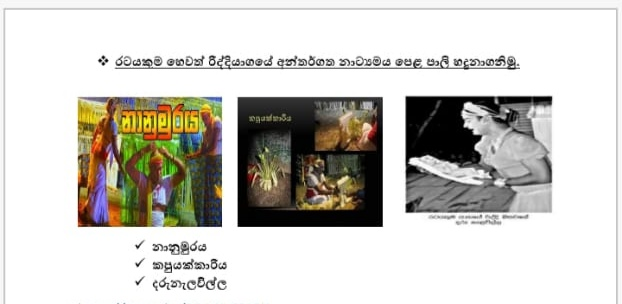 ❖ රටයකුම හෙවත් රිද්දියාගයේ අන්තර්ගත නාට්‍යමය පෙළ පාලි හඳුනාගනිමු.
නානුමුරය
කපුයක්කාරිය
✓ නානුමුරය
✓ කපුයක්කාරිය
✓ දරුනැලවිල්ල